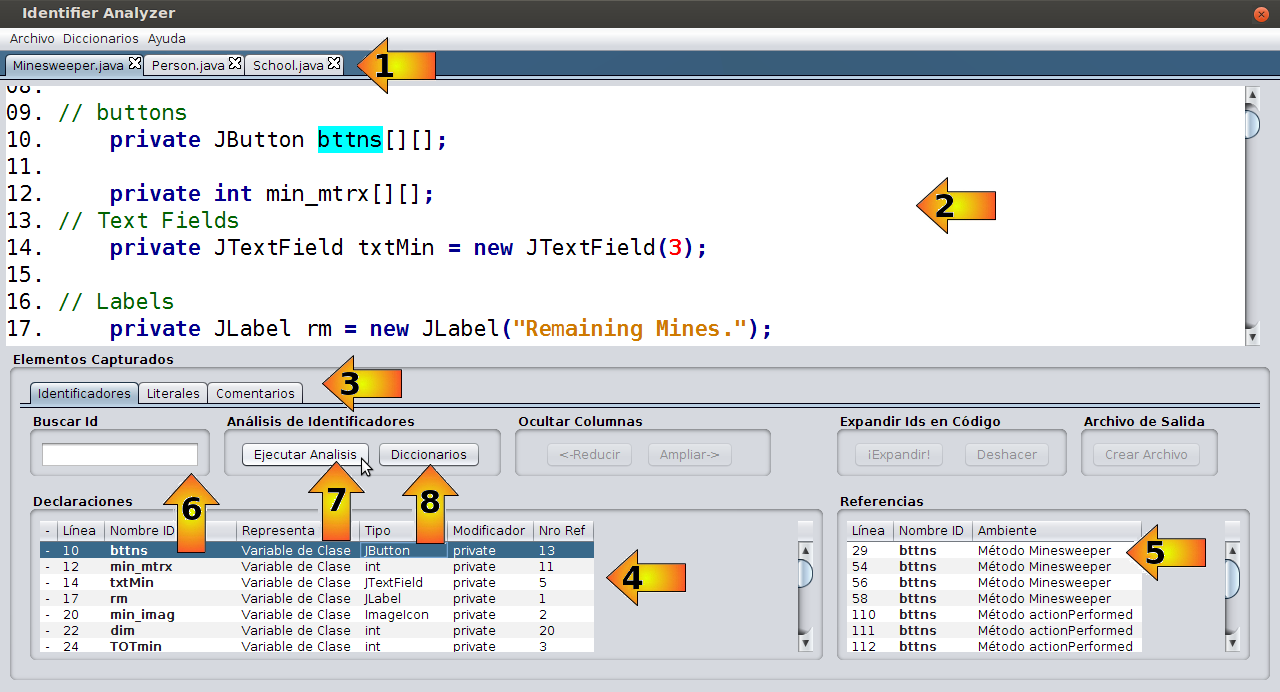 Identifier Analyzer
Archivo Diccionarios Ayuda
Minesweeper.java Person.java School.java 1
08.
09. // buttons
10. private JButton bttns[][];
11.
12. private int min_mtrx[][];
2
13. // Text Fields
14. private JTextField txtMin = new JTextField(3);
15.
16. // Labels
17. private JLabel rm = new JLabel("Remaining Mines.");
Elementos Capturados
Identificadores Literales Comentarios 3
Buscar Id Análisis de Identificadores Ocultar Columnas Expandir Ids en Código Archivo de Salida
Ejecutar Analisis Diccionarios <-Reducir Ampliar-> ¡Expandir! Deshacer Crear Archivo
6 7 8
Declaraciones Referencias
- Línea Nombre ID Representa Tipo Modificador Nro Ref
- 10 bttns Variable de Clase JButton private 13
- 12 min_mtrx Variable de Clase int private 11
- 14 txtMin Variable de Clase JTextField private 5
- 17 rm Variable de Clase JLabel private 1
- 20 min_imag Variable de Clase ImageIcon private 2
- 22 dim Variable de Clase int private 20
- 24 TOTmin Variable de Clase int private 3
4
Línea Nombre ID Ambiente
29 bttns Método Minesweeper
54 bttns Método Minesweeper
56 bttns Método Minesweeper
58 bttns Método Minesweeper
110 bttns Método actionPerformed
111 bttns Método actionPerformed
112 bttns Método actionPerformed
5